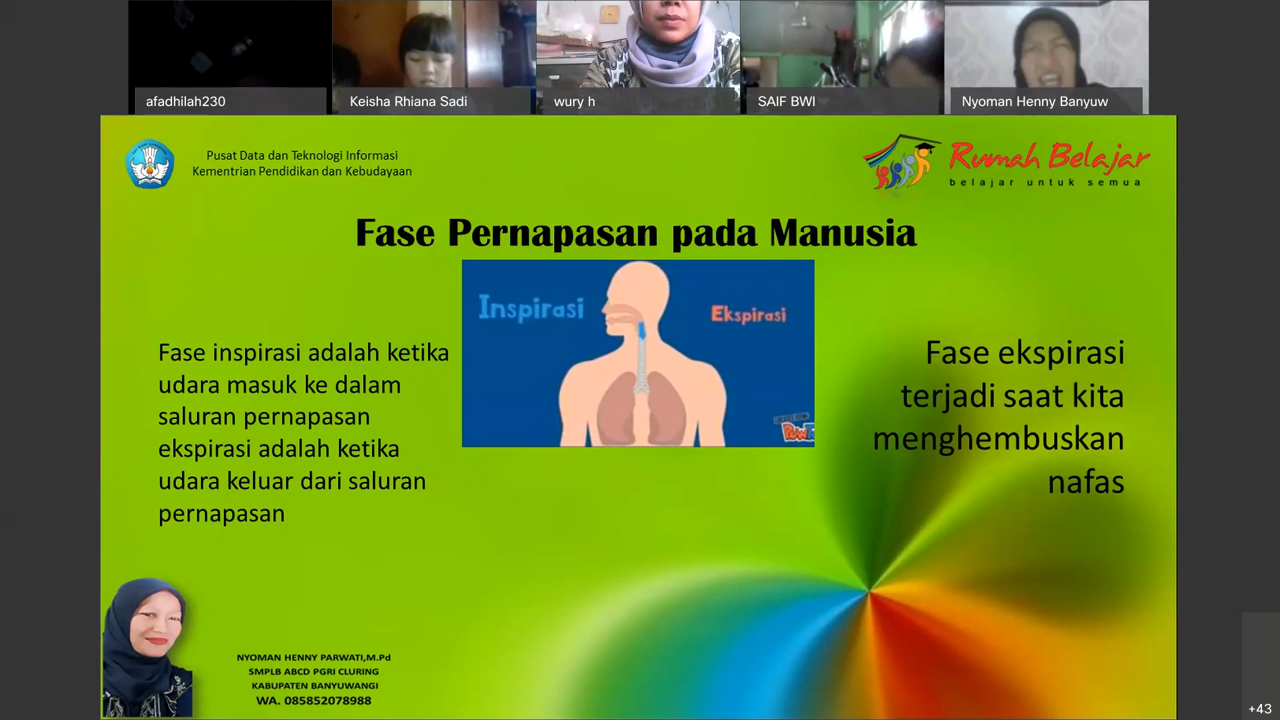 afadhilah230
Keisha Rhiana Sadi
wury h
SAIF BWI
Nyoman Henny Banyuw
Pusat Data dan Teknologi Informasi
Kementrian Pendidikan dan Kebudayaan
Rumah Belajar
belajar untuk semua
Fase Pernapasan pada Manusia
Inspirasi
Ekspirasi
Fase inspirasi adalah ketika
udara masuk ke dalam
saluran pernapasan
ekspirasi adalah ketika
udara keluar dari saluran
pernapasan
Fase ekspirasi
terjadi saat kita
menghembuskan
nafas
NYOMAN HENNY PARWATI,M.Pd
SMPLB ABCD PGRI CLURING
KABUPATEN BANYUWANGI
WA. 085852078988
+43